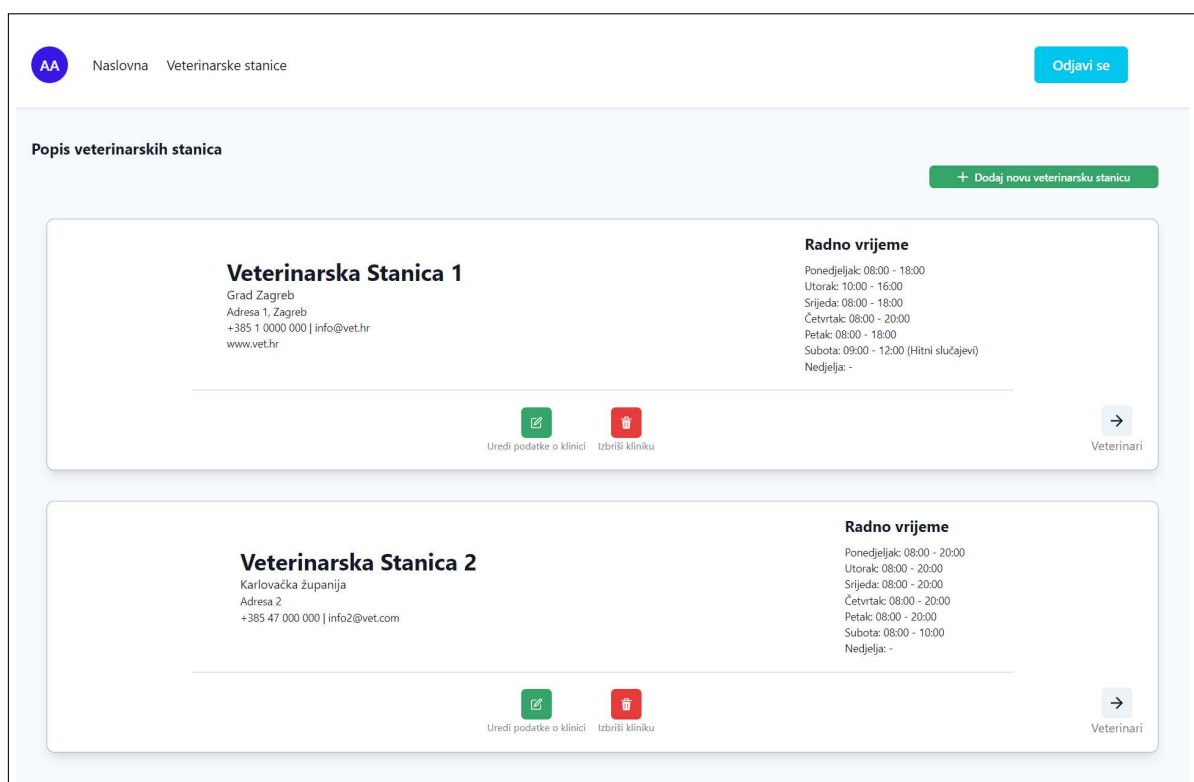 AA
Naslovna Veterinarske stanice
Odjavi se
Popis veterinarskih stanica
+ Dodaj novu veterinarsku stanicu
Veterinarska Stanica 1
Grad Zagreb
Adresa 1, Zagreb
+385 1 0000 000 | info@vet.hr
www.vet.hr
Radno vrijeme
Ponedjeljak: 08:00 - 18:00
Utorak: 10:00 - 16:00
Srijeda: 08:00 - 18:00
Četvrtak: 08:00 - 20:00
Petak: 08:00 - 18:00
Subota: 09:00 - 12:00 (Hitni slučajevi)
Nedjelja: -
Uredi podatke o klinici
Izbriši kliniku
Veterinari
Veterinarska Stanica 2
Karlovačka županija
Adresa 2
+385 47 000 000 | info2@vet.com
Radno vrijeme
Ponedjeljak: 08:00 - 20:00
Utorak: 08:00 - 20:00
Srijeda: 08:00 - 20:00
Četvrtak: 08:00 - 20:00
Petak: 08:00 - 20:00
Subota: 08:00 - 10:00
Nedjelja: -
Uredi podatke o klinici
Izbriši kliniku
Veterinari